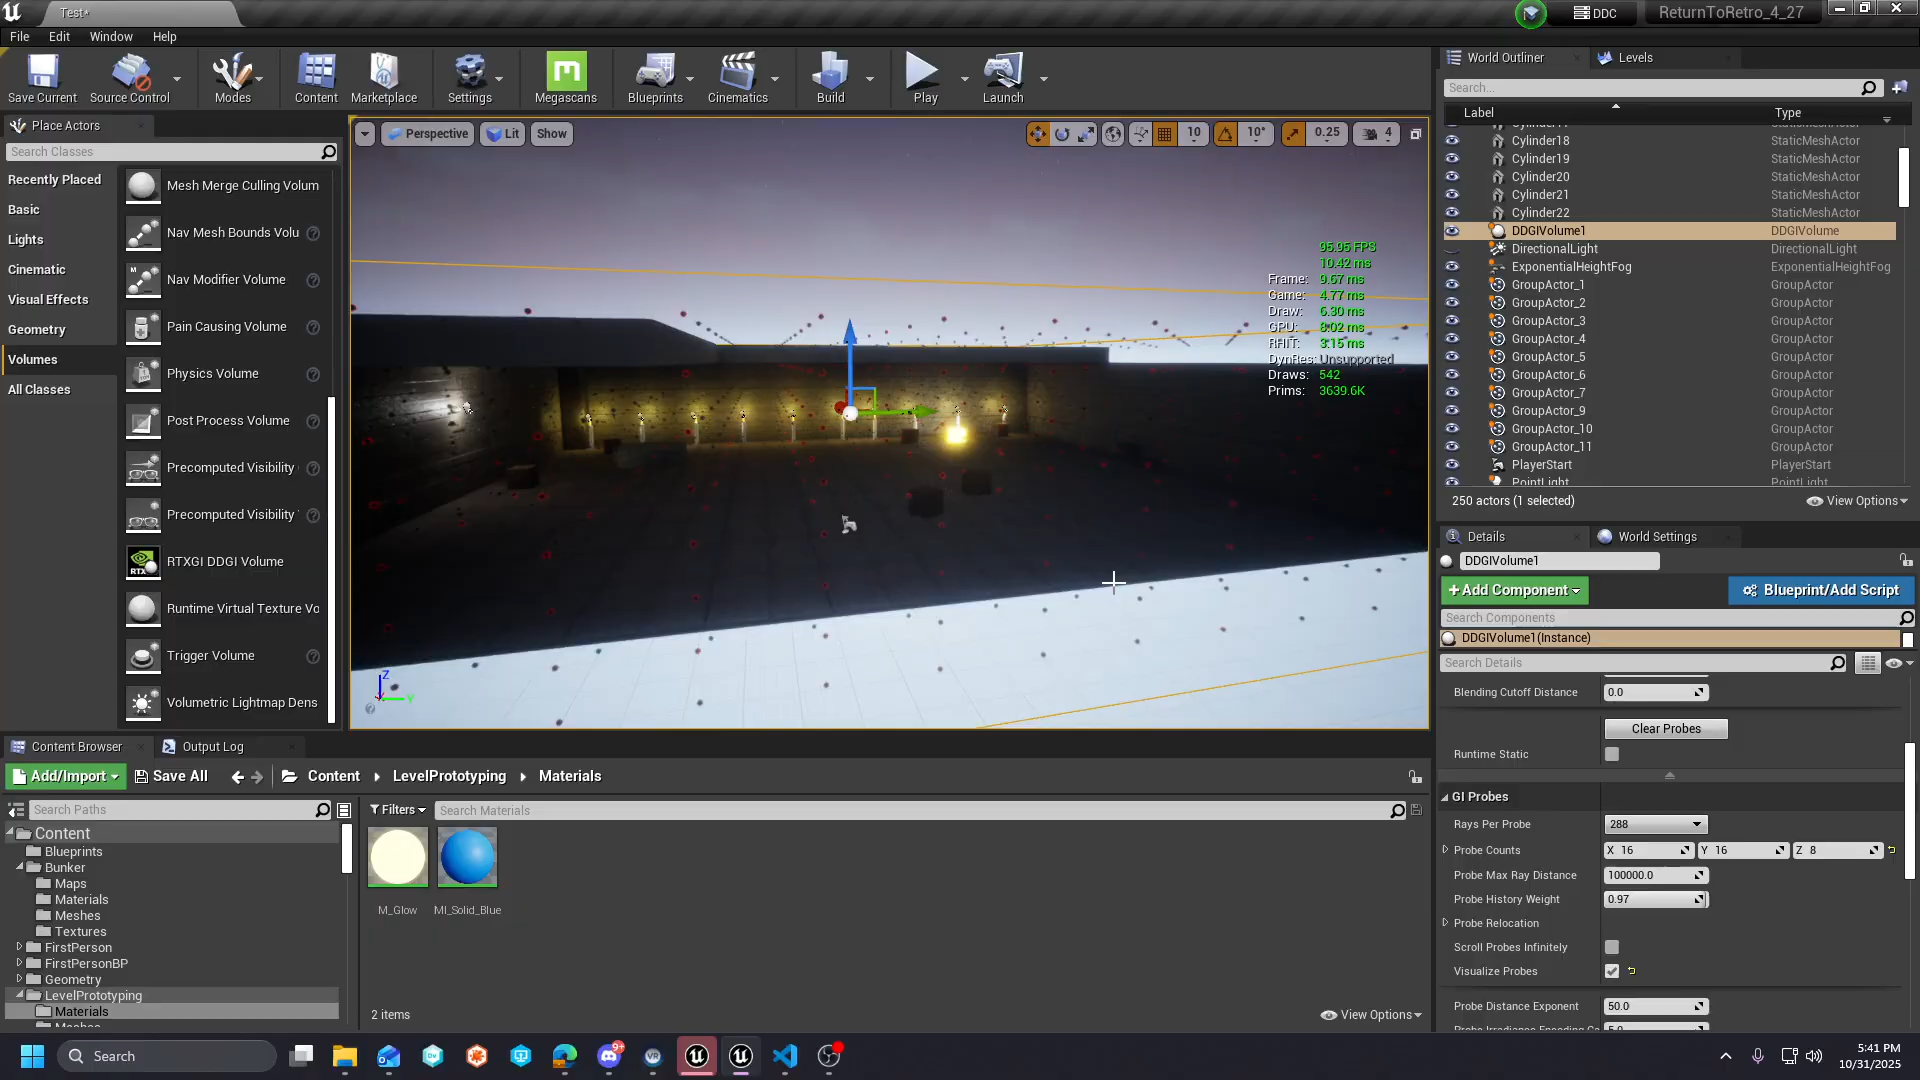 Test*
DDC
ReturnToRetro_4_27
File Edit Window Help
Save Current
Source Control
Modes
Content
Marketplace
Settings
Megascans
Blueprints
Cinematics
Build
Play
Launch
Place Actors
Search Classes
Recently Placed
Basic
Lights
Cinematic
Visual Effects
Geometry
Volumes
All Classes
Mesh Merge Culling Volum
Nav Mesh Bounds Volu
Nav Modifier Volume
Pain Causing Volume
Physics Volume
Post Process Volume
Precomputed Visibility
Precomputed Visibility
RTXGI DDGI Volume
Runtime Virtual Texture Vo
Trigger Volume
Volumetric Lightmap Dens
Perspective Lit Show
10 10° 0.25 4
95.95 FPS
10.42 ms
Frame: 9.67 ms
Game: 4.77 ms
Draw: 6.30 ms
GPU: 8.02 ms
RHIT: 3.15 ms
DynRes: Unsupported
Draws: 542
Prims: 3639.6K
Z
Y
World Outliner
Levels
Search...
Label Type
Cylinder18 StaticMeshActor
Cylinder19 StaticMeshActor
Cylinder20 StaticMeshActor
Cylinder21 StaticMeshActor
Cylinder22 StaticMeshActor
DDGIVolume1 DDGIVolume
DirectionalLight DirectionalLight
ExponentialHeightFog ExponentialHeightFog
GroupActor_1 GroupActor
GroupActor_2 GroupActor
GroupActor_3 GroupActor
GroupActor_4 GroupActor
GroupActor_5 GroupActor
GroupActor_6 GroupActor
GroupActor_7 GroupActor
GroupActor_9 GroupActor
GroupActor_10 GroupActor
GroupActor_11 GroupActor
PlayerStart PlayerStart
PointLight PointLight
250 actors (1 selected)
View Options
Details
World Settings
DDGIVolume1
+Add Component
Blueprint/Add Script
Search Components
DDGIVolume1(Instance)
Search Details
Blending Cutoff Distance 0.0
Clear Probes
Runtime Static
GI Probes
Rays Per Probe 288
Probe Counts X 16 Y 16 Z 8
Probe Max Ray Distance 100000.0
Probe History Weight 0.97
Probe Relocation
Scroll Probes Infinitely
Visualize Probes
Probe Distance Exponent 50.0
Content Browser
Output Log
Add/Import Save All Content LevelPrototyping Materials
Search Paths
Filters Search Materials
Content
Blueprints
Bunker
Maps
Materials
Meshes
Textures
FirstPerson
FirstPersonBP
Geometry
LevelPrototyping
Materials
M_Glow
MI_Solid_Blue
2 items
View Options
Search
9+
5:41 PM
10/31/2025